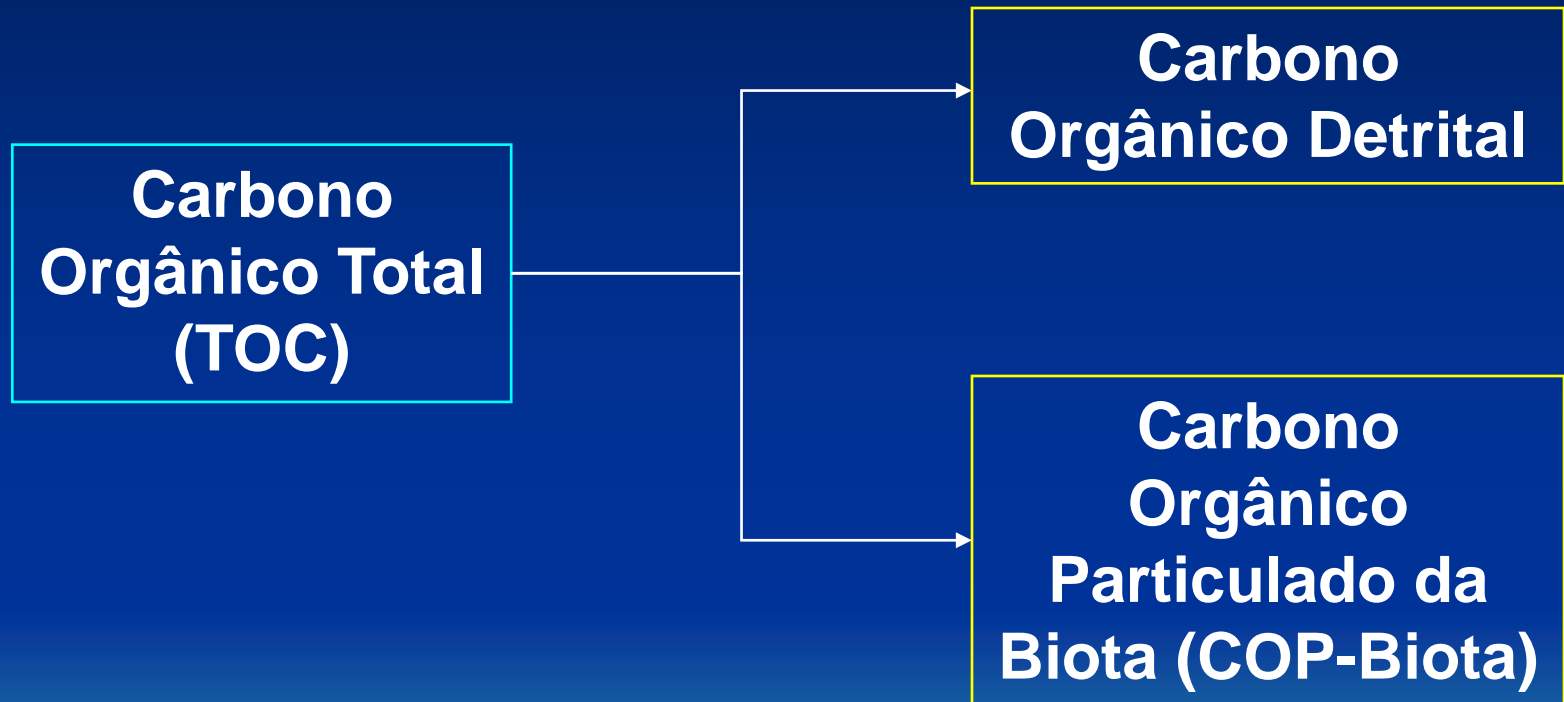 Carbono
Orgânico Total
(TOC)
Carbono
Orgânico Detrital
Carbono
Orgânico
Particulado da
Biota (COP-Biota)